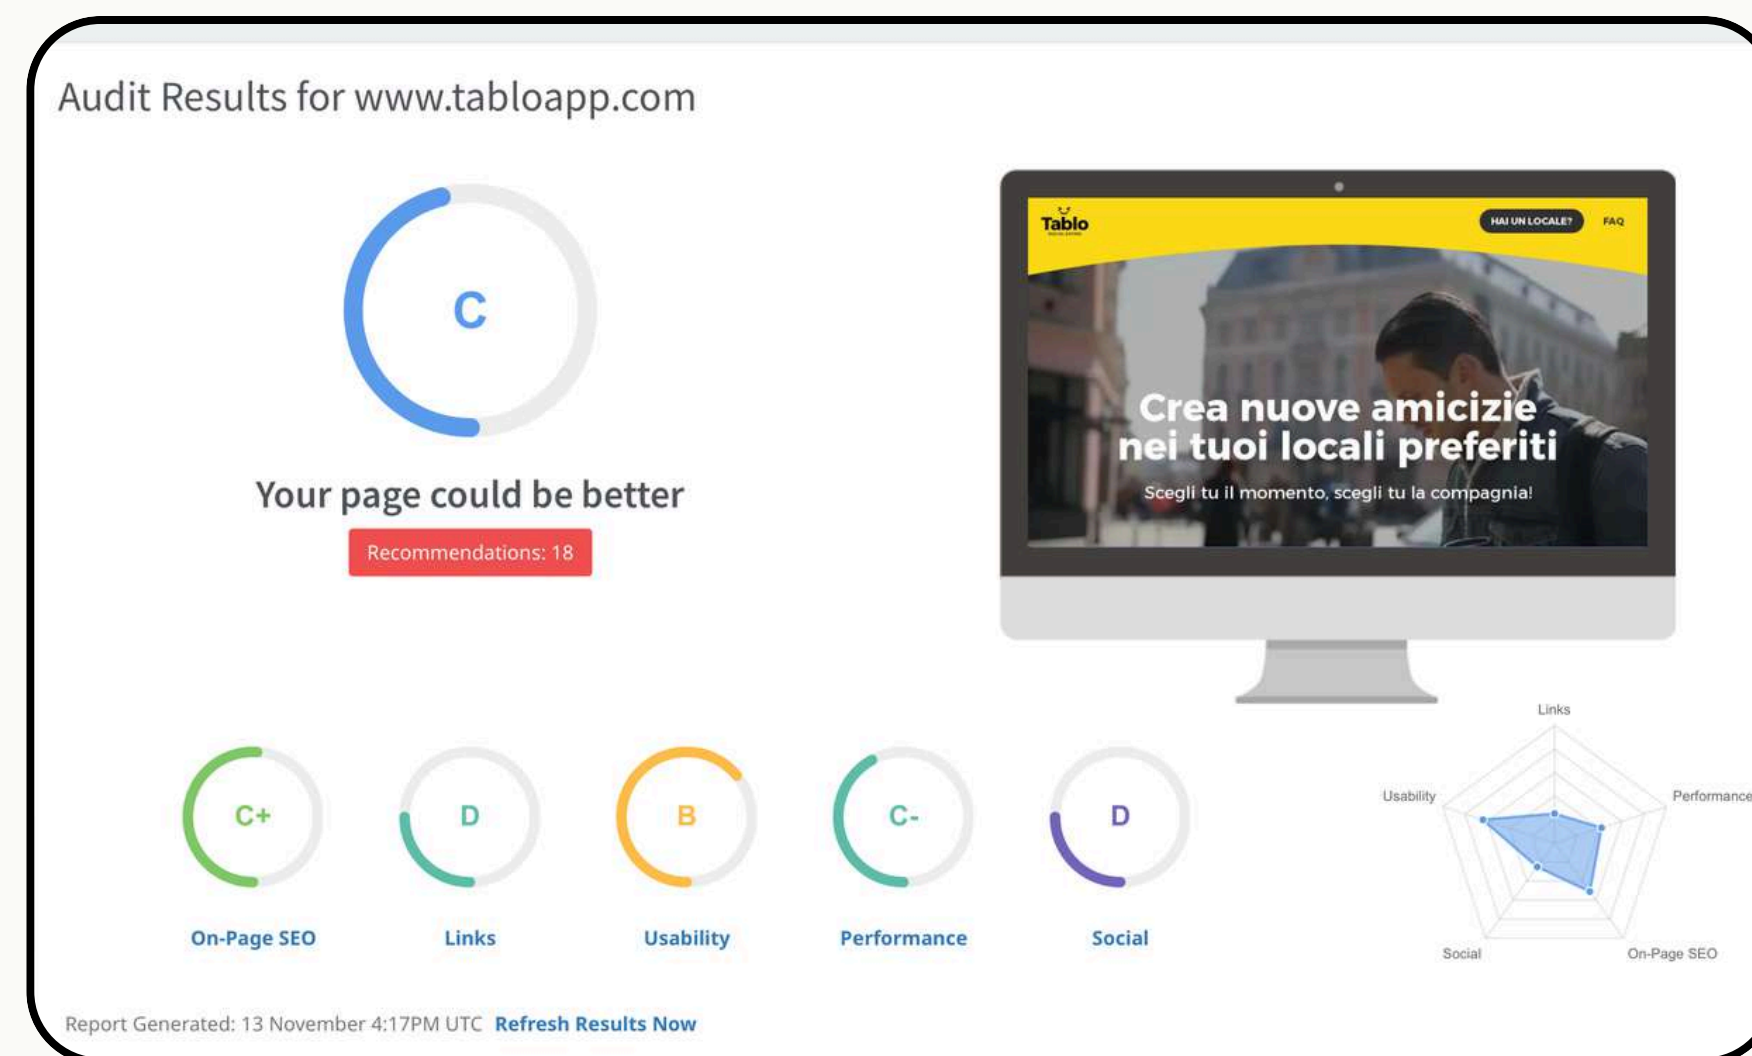 Audit Results for www.tabloapp.com
C
Your page could be better
Recommendations: 18
Tablo
HAI UN LOCALE?
FAQ
Crea nuove amicizie
nei tuoi locali preferiti
Scegli tu il momento, scegli tu la compagnia!
C+
D
B
C-
D
On-Page SEO
Links
Usability
Performance
Social
Links
Usability
Performance
Social
On-Page SEO
Report Generated: 13 November 4:17PM UTC Refresh Results Now